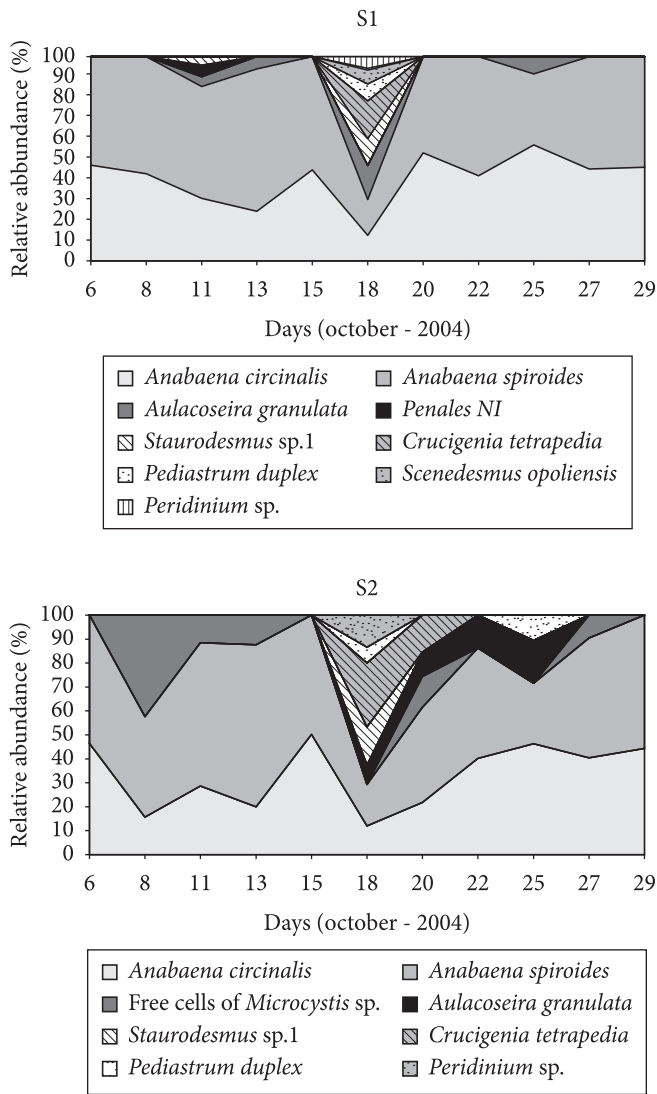 S1
Relative abbundance (%)
100
90
80
70
60
50
40
30
20
10
0
6 8 11 13 15 18 20 22 25 27 29
Days (october - 2004)
Anabaena circinalis Anabaena spiroides
Aulacoseira granulata Penales NI
Staurodesmus sp.1 Crucigenia tetrapedia
Pediastrum duplex Scenedesmus opoliensis
Peridinium sp.
S2
Relative abundance (%)
100
90
80
70
60
50
40
30
20
10
0
6 8 11 13 15 18 20 22 25 27 29
Days (october - 2004)
Anabaena circinalis Anabaena spiroides
Free cells of Microcystis sp. Aulacoseira granulata
Staurodesmus sp.1 Crucigenia tetrapedia
Pediastrum duplex Peridinium sp.